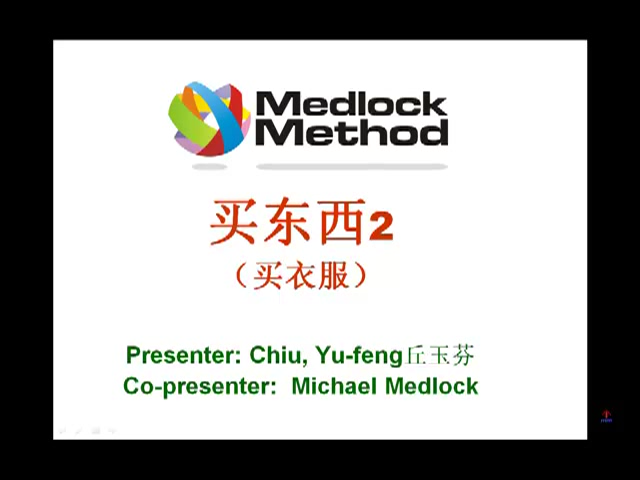 Medlock
Method
买东西2
（买衣服）
Presenter: Chiu, Yu-feng丘玉芬
Co-presenter: Michael Medlock